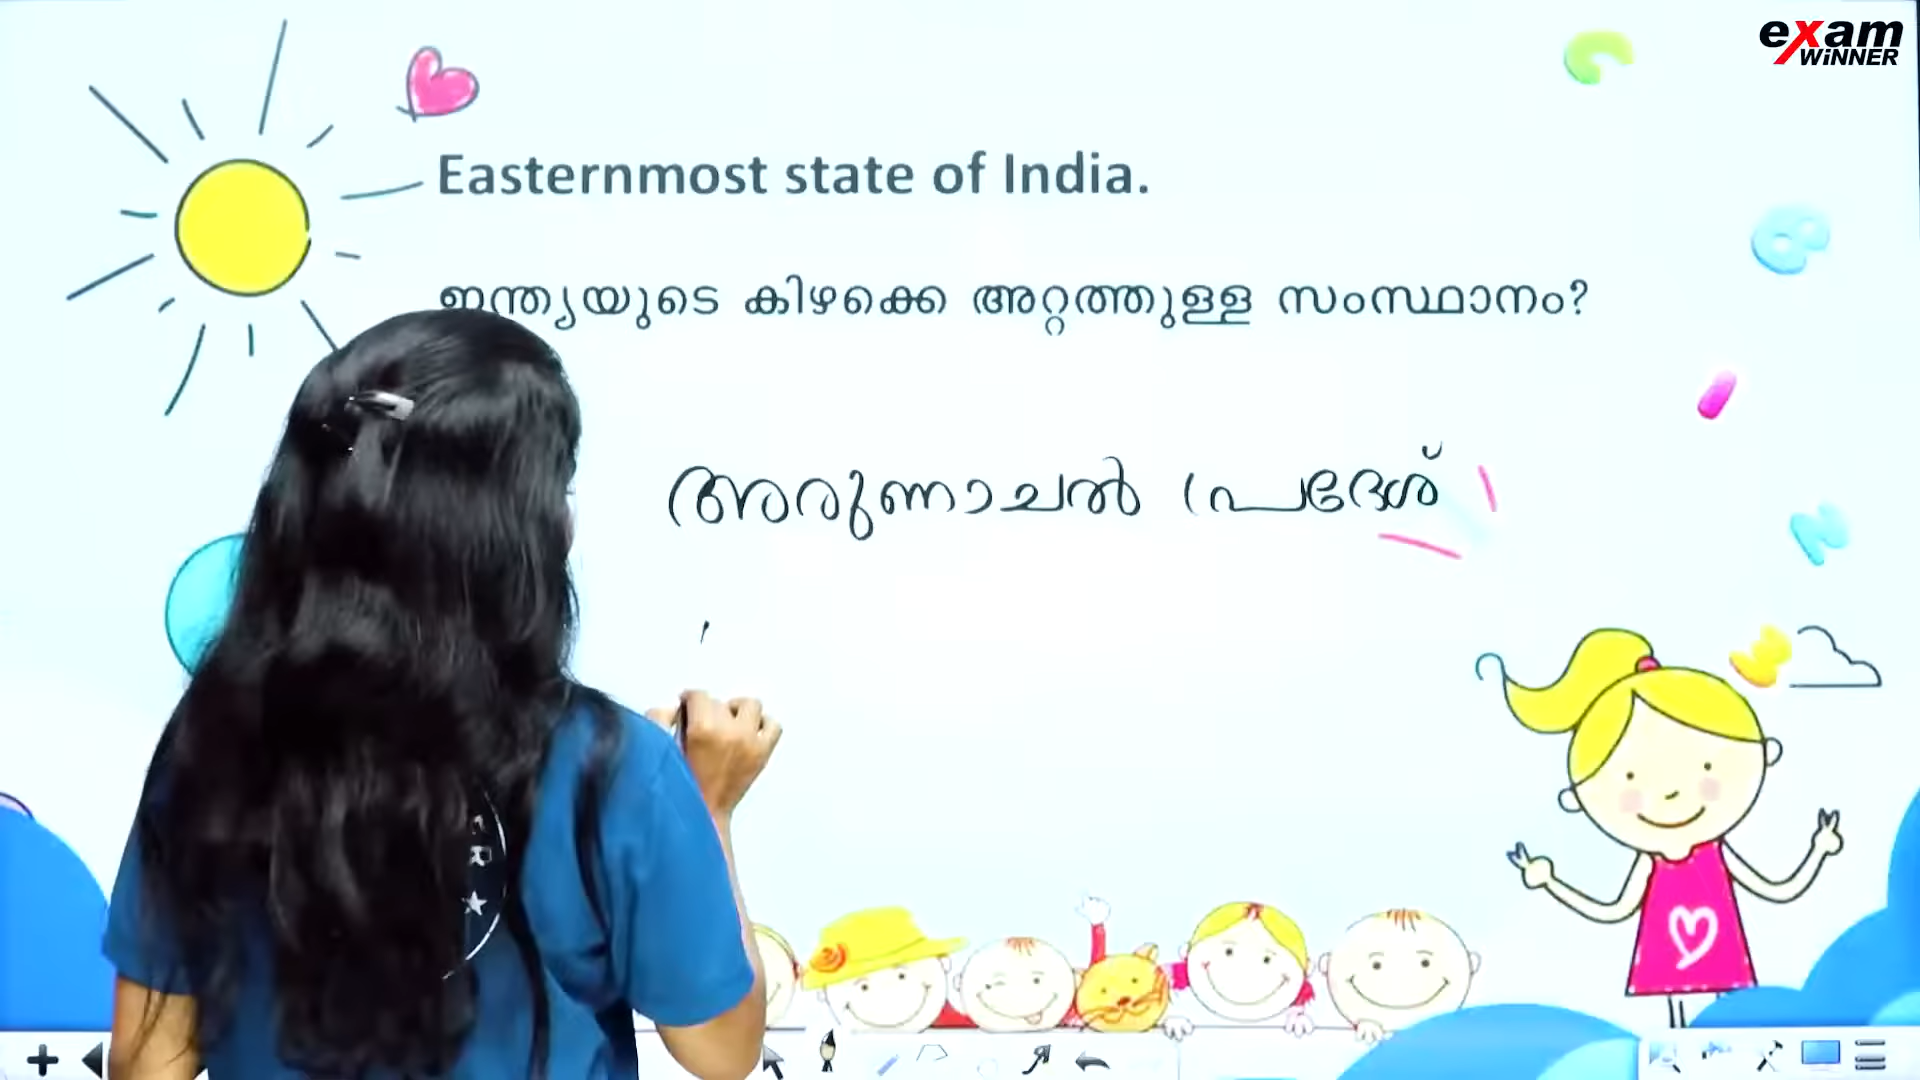 exam
WiNNER
Easternmost state of India.
ഇന്ത്യയുടെ കിഴക്കെ അറ്റത്തുള്ള സംസ്ഥാനം?
അരുണാചൽ പ്രദേശ്